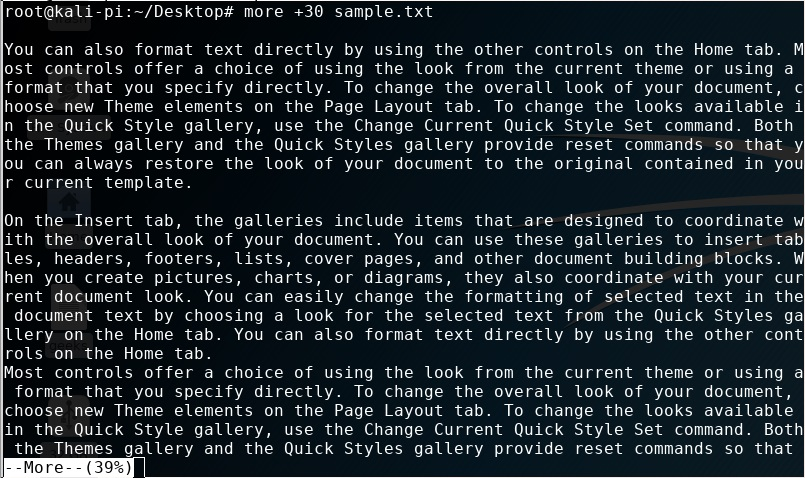 root@kali-pi:~/Desktop# more +30 sample.txt

You can also format text directly by using the other controls on the Home tab. M
ost controls offer a choice of using the look from the current theme or using a
format that you specify directly. To change the overall look of your document, c
hoose new Theme elements on the Page Layout tab. To change the looks available i
n the Quick Style gallery, use the Change Current Quick Style Set command. Both
the Themes gallery and the Quick Styles gallery provide reset commands so that y
ou can always restore the look of your document to the original contained in you
r current template.

On the Insert tab, the galleries include items that are designed to coordinate w
ith the overall look of your document. You can use these galleries to insert tab
les, headers, footers, lists, cover pages, and other document building blocks. W
hen you create pictures, charts, or diagrams, they also coordinate with your cur
rent document look. You can easily change the formatting of selected text in the
 document text by choosing a look for the selected text from the Quick Styles ga
llery on the Home tab. You can also format text directly by using the other cont
rols on the Home tab.
Most controls offer a choice of using the look from the current theme or using a
 format that you specify directly. To change the overall look of your document,
choose new Theme elements on the Page Layout tab. To change the looks available
in the Quick Style gallery, use the Change Current Quick Style Set command. Both
 the Themes gallery and the Quick Styles gallery provide reset commands so that
--More--(39%)